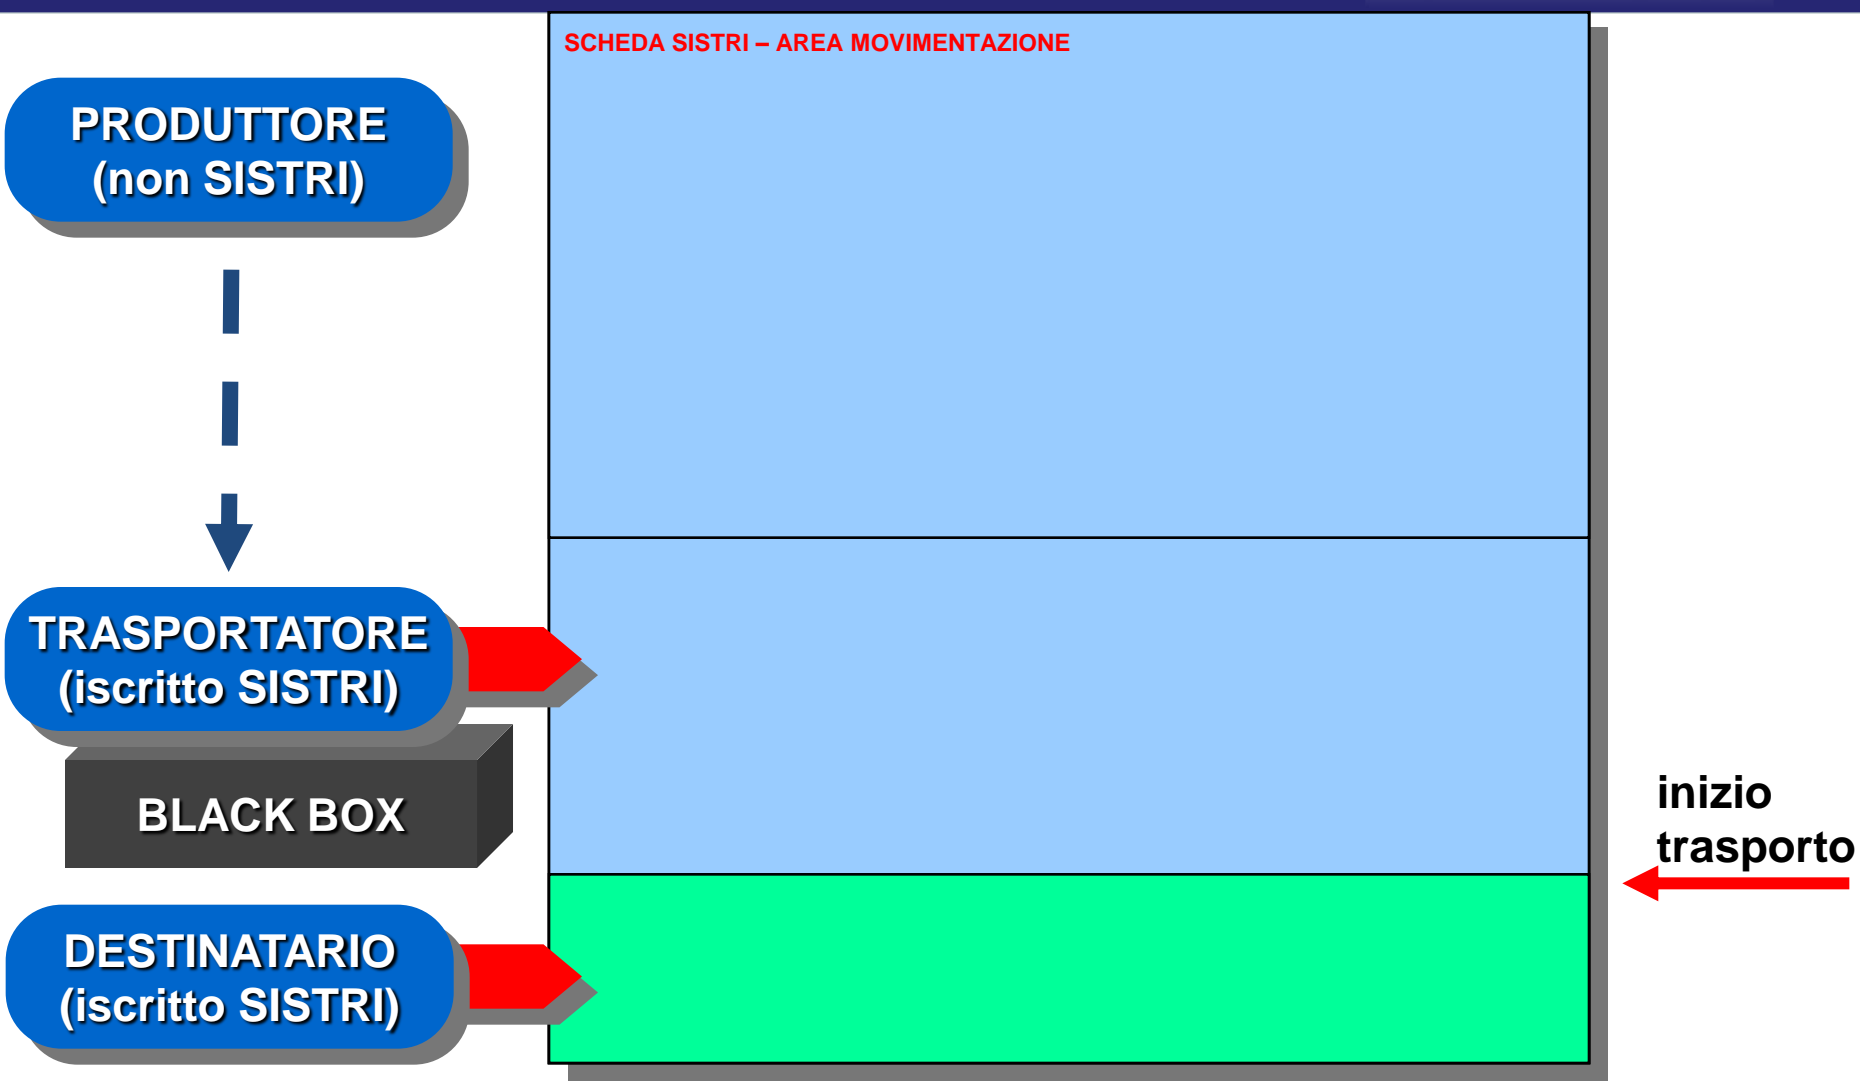 SCHEDA SISTRI – AREA MOVIMENTAZIONE
PRODUTTORE
(non SISTRI)
TRASPORTATORE
(iscritto SISTRI)
BLACK BOX
inizio
trasporto
DESTINATARIO
(iscritto SISTRI)